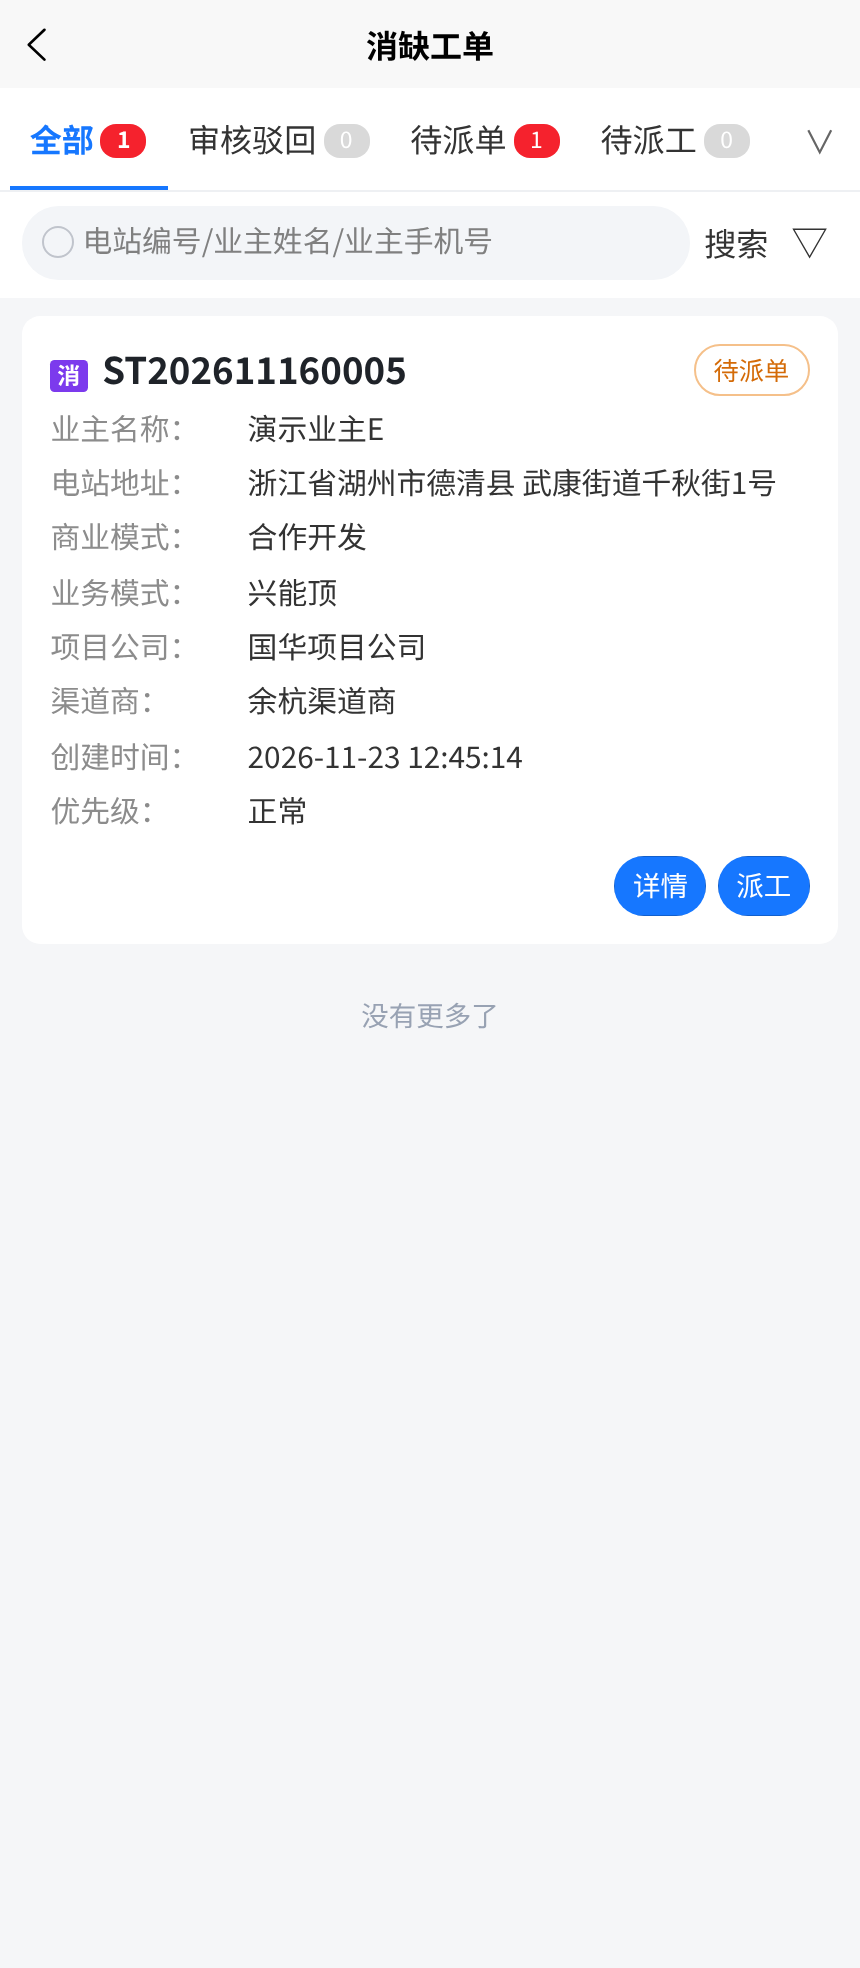 消缺工单
全部 1 审核驳回 0 待派单 1 待派工 0
电站编号/业主姓名/业主手机号 搜索
消 ST202611160005 待派单
业主名称: 演示业主E
电站地址: 浙江省湖州市德清县 武康街道千秋街1号
商业模式: 合作开发
业务模式: 兴能顶
项目公司: 国华项目公司
渠道商: 余杭渠道商
创建时间: 2026-11-23 12:45:14
优先级: 正常
详情 派工
没有更多了